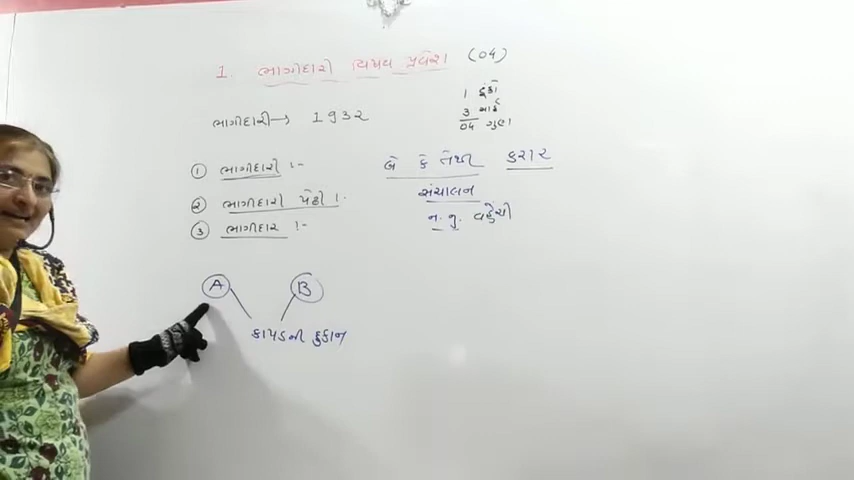 1. ભાગીદારી વિષય પ્રવેશ (04)
1 ટૂંકો
3 માર્ક
04 ગુણ
ભાગીદારી → 1932
① ભાગીદારી :-
② ભાગીદારી પેઢી :-
③ ભાગીદાર :-
બે કે તેથી કરાર
સંચાલન
ન. નુ. વહેંચી
A B
કાપડની દુકાન